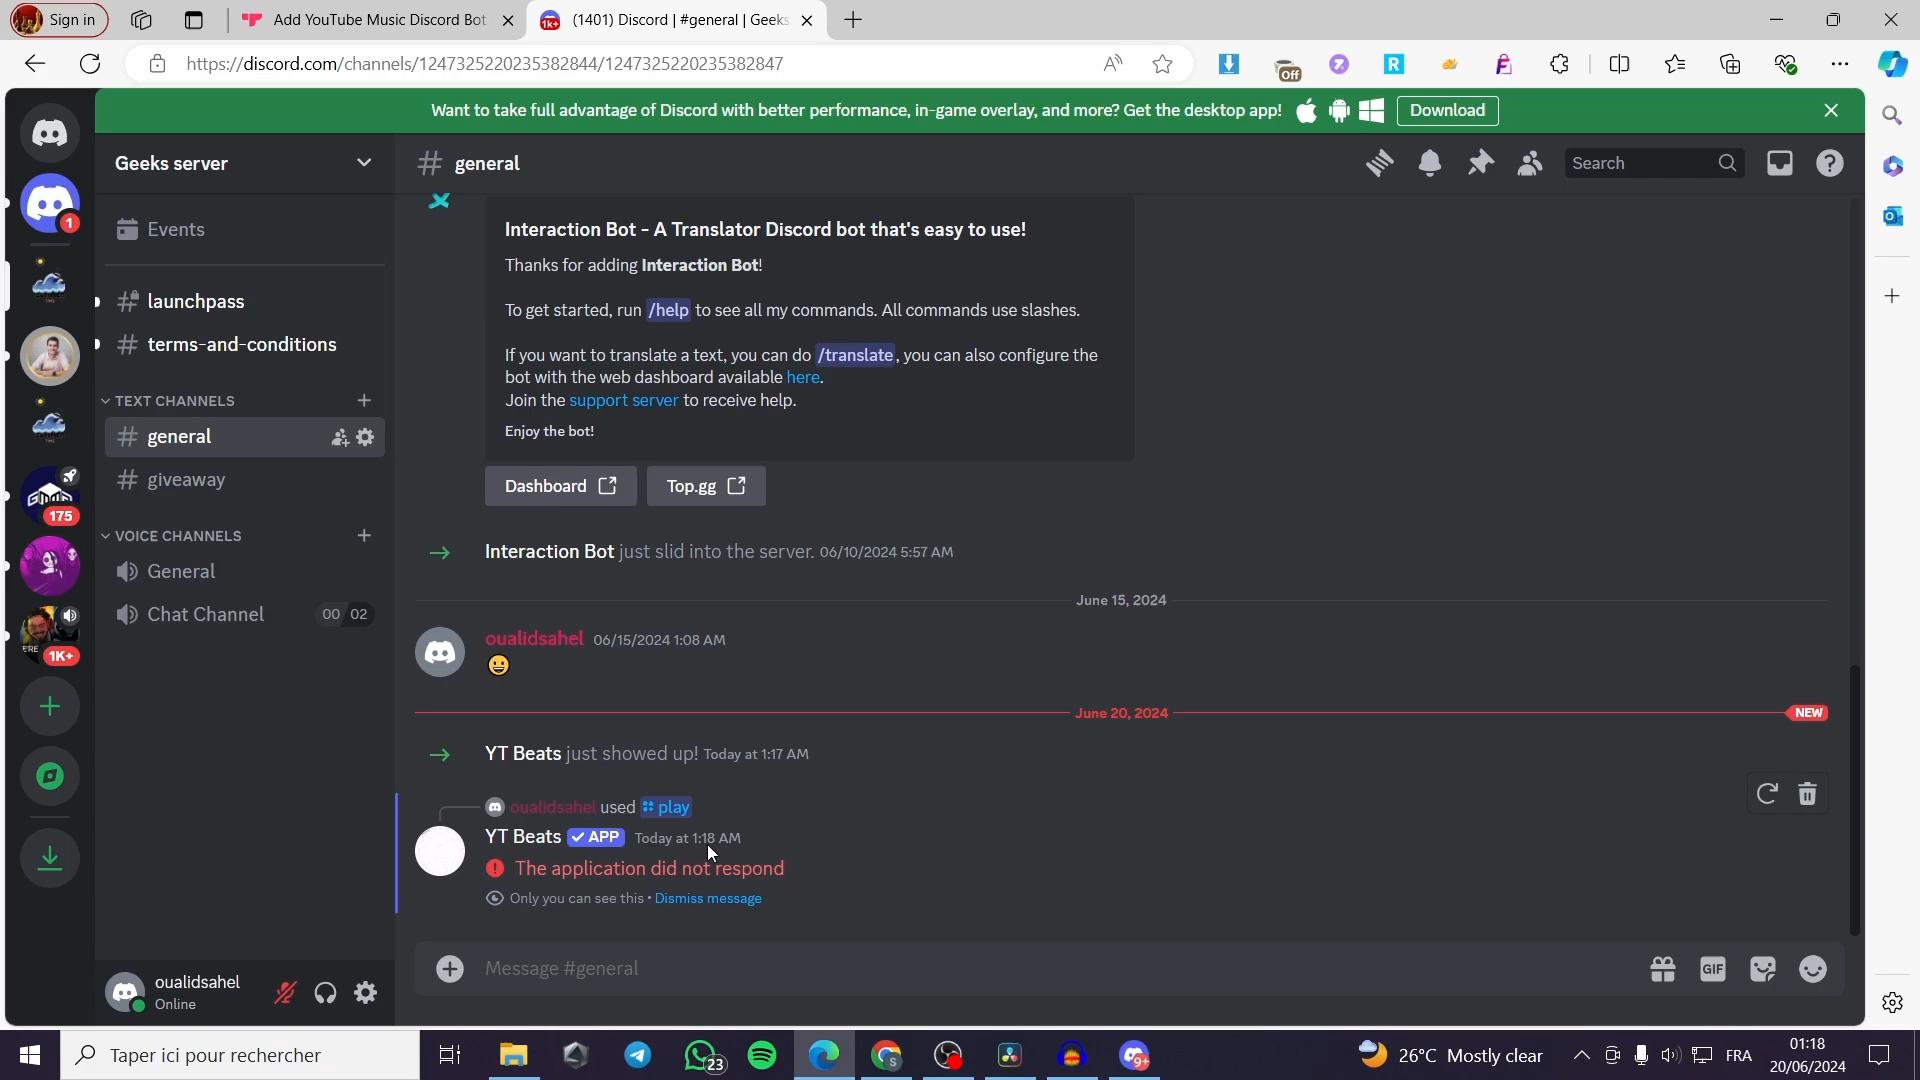 Sign in
Add YouTube Music Discord Bot
(1401) Discord | #general | Geeks
https://discord.com/channels/1247325220235382844/1247325220235382847
Off
Want to take full advantage of Discord with better performance, in-game overlay, and more? Get the desktop app!
Download
Geeks server
# general
Search
Events
launchpass
terms-and-conditions
TEXT CHANNELS
general
giveaway
VOICE CHANNELS
General
Chat Channel
00 02
1
175
1K+
Interaction Bot - A Translator Discord bot that's easy to use!
Thanks for adding Interaction Bot!
To get started, run /help to see all my commands. All commands use slashes.
If you want to translate a text, you can do /translate, you can also configure the
bot with the web dashboard available here.
Join the support server to receive help.
Enjoy the bot!
Dashboard
Top.gg
Interaction Bot just slid into the server. 06/10/2024 5:57 AM
June 15, 2024
oualidsahel 06/15/2024 1:08 AM
June 20, 2024
NEW
YT Beats just showed up! Today at 1:17 AM
oualidsahel used play
YT Beats ✓ APP Today at 1:18 AM
The application did not respond
Only you can see this • Dismiss message
Message #general
GIF
oualidsahel
Online
Taper ici pour rechercher
23
9+
26°C Mostly clear
FRA
01:18
20/06/2024